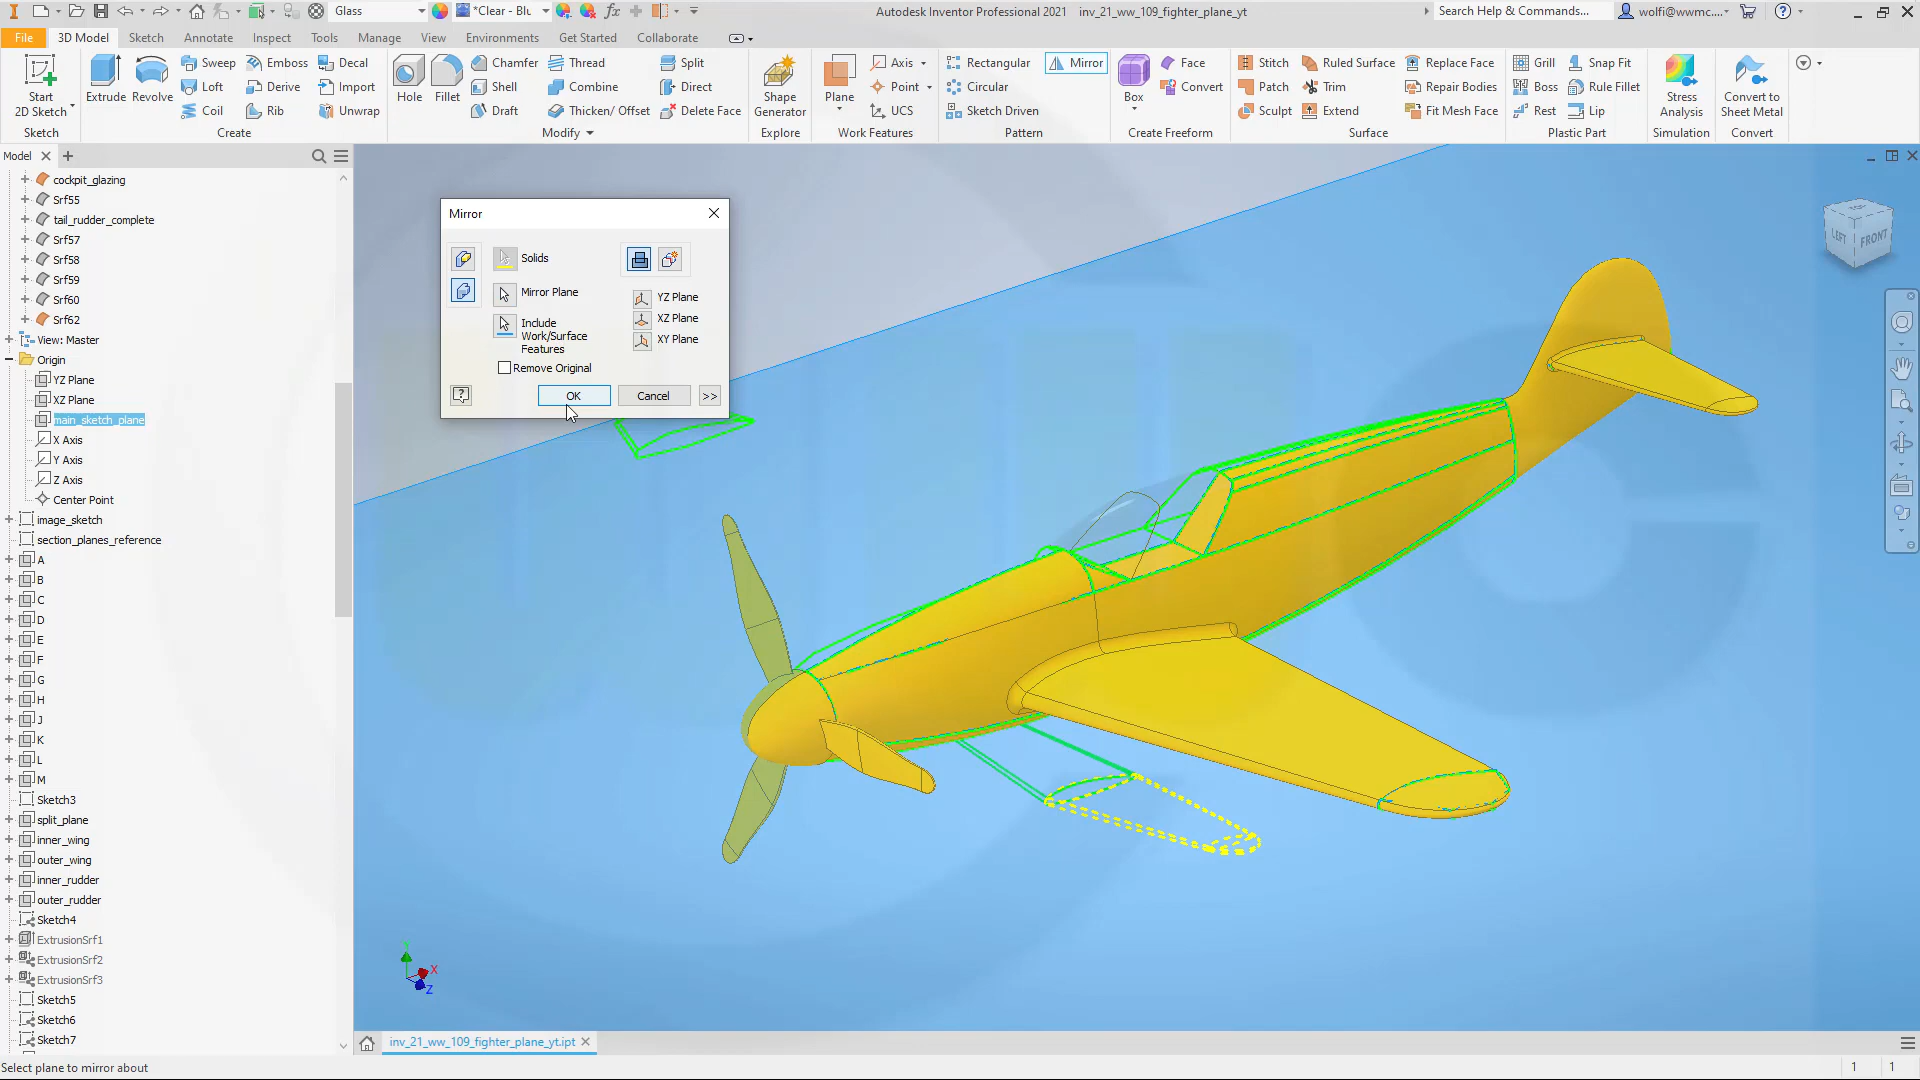 Glass
*Clear - Blu
Autodesk Inventor Professional 2021 inv_21_ww_109_fighter_plane_yt
Search Help & Commands...
wolfi@wwmc....
File 3D Model Sketch Annotate Inspect Tools Manage View Environments Get Started Collaborate
Start
2D Sketch
Sketch
Extrude
Revolve
Sweep
Loft
Coil
Emboss
Derive
Rib
Decal
Import
Unwrap
Create
Hole
Fillet
Chamfer
Shell
Draft
Thread
Combine
Thicken/ Offset
Split
Direct
Delete Face
Modify
Shape
Generator
Explore
Plane
Axis
Point
UCS
Work Features
Rectangular
Circular
Sketch Driven
Mirror
Pattern
Box
Face
Convert
Create Freeform
Stitch
Patch
Sculpt
Ruled Surface
Trim
Extend
Replace Face
Repair Bodies
Fit Mesh Face
Surface
Grill
Boss
Rest
Snap Fit
Rule Fillet
Lip
Plastic Part
Stress
Analysis
Simulation
Convert to
Sheet Metal
Convert
Model
cockpit_glazing
Srf55
tail_rudder_complete
Srf57
Srf58
Srf59
Srf60
Srf62
View: Master
Origin
YZ Plane
XZ Plane
main_sketch_plane
X Axis
Y Axis
Z Axis
Center Point
image_sketch
section_planes_reference
A
B
C
D
E
F
G
H
J
K
L
M
Sketch3
split_plane
inner_wing
outer_wing
inner_rudder
outer_rudder
Sketch4
ExtrusionSrf1
ExtrusionSrf2
ExtrusionSrf3
Sketch5
Sketch6
Sketch7
Mirror
Solids
Mirror Plane
Include
Work/Surface
Features
Remove Original
YZ Plane
XZ Plane
XY Plane
OK
Cancel
>>
TOP
LEFT
FRONT
Y
X
Z
inv_21_ww_109_fighter_plane_yt.ipt
Select plane to mirror about
1 1